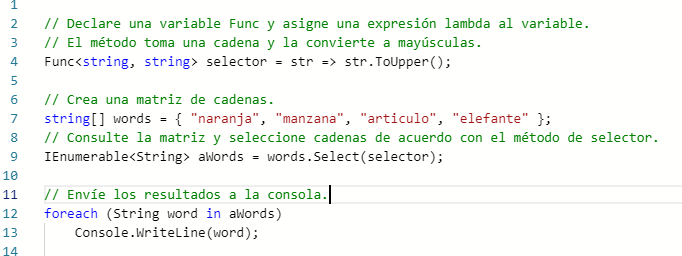 1
2 // Declare una variable Func y asigne una expresión lambda al variable.
3 // El método toma una cadena y la convierte a mayúsculas.
4 Func<string, string> selector = str => str.ToUpper();
5
6 // Crea una matriz de cadenas.
7 string[] words = { "naranja", "manzana", "articulo", "elefante" };
8 // Consulte la matriz y seleccione cadenas de acuerdo con el método de selector.
9 IEnumerable<String> aWords = words.Select(selector);
10
11 // Envíe los resultados a la consola.
12 foreach (String word in aWords)
13     Console.WriteLine(word);
14